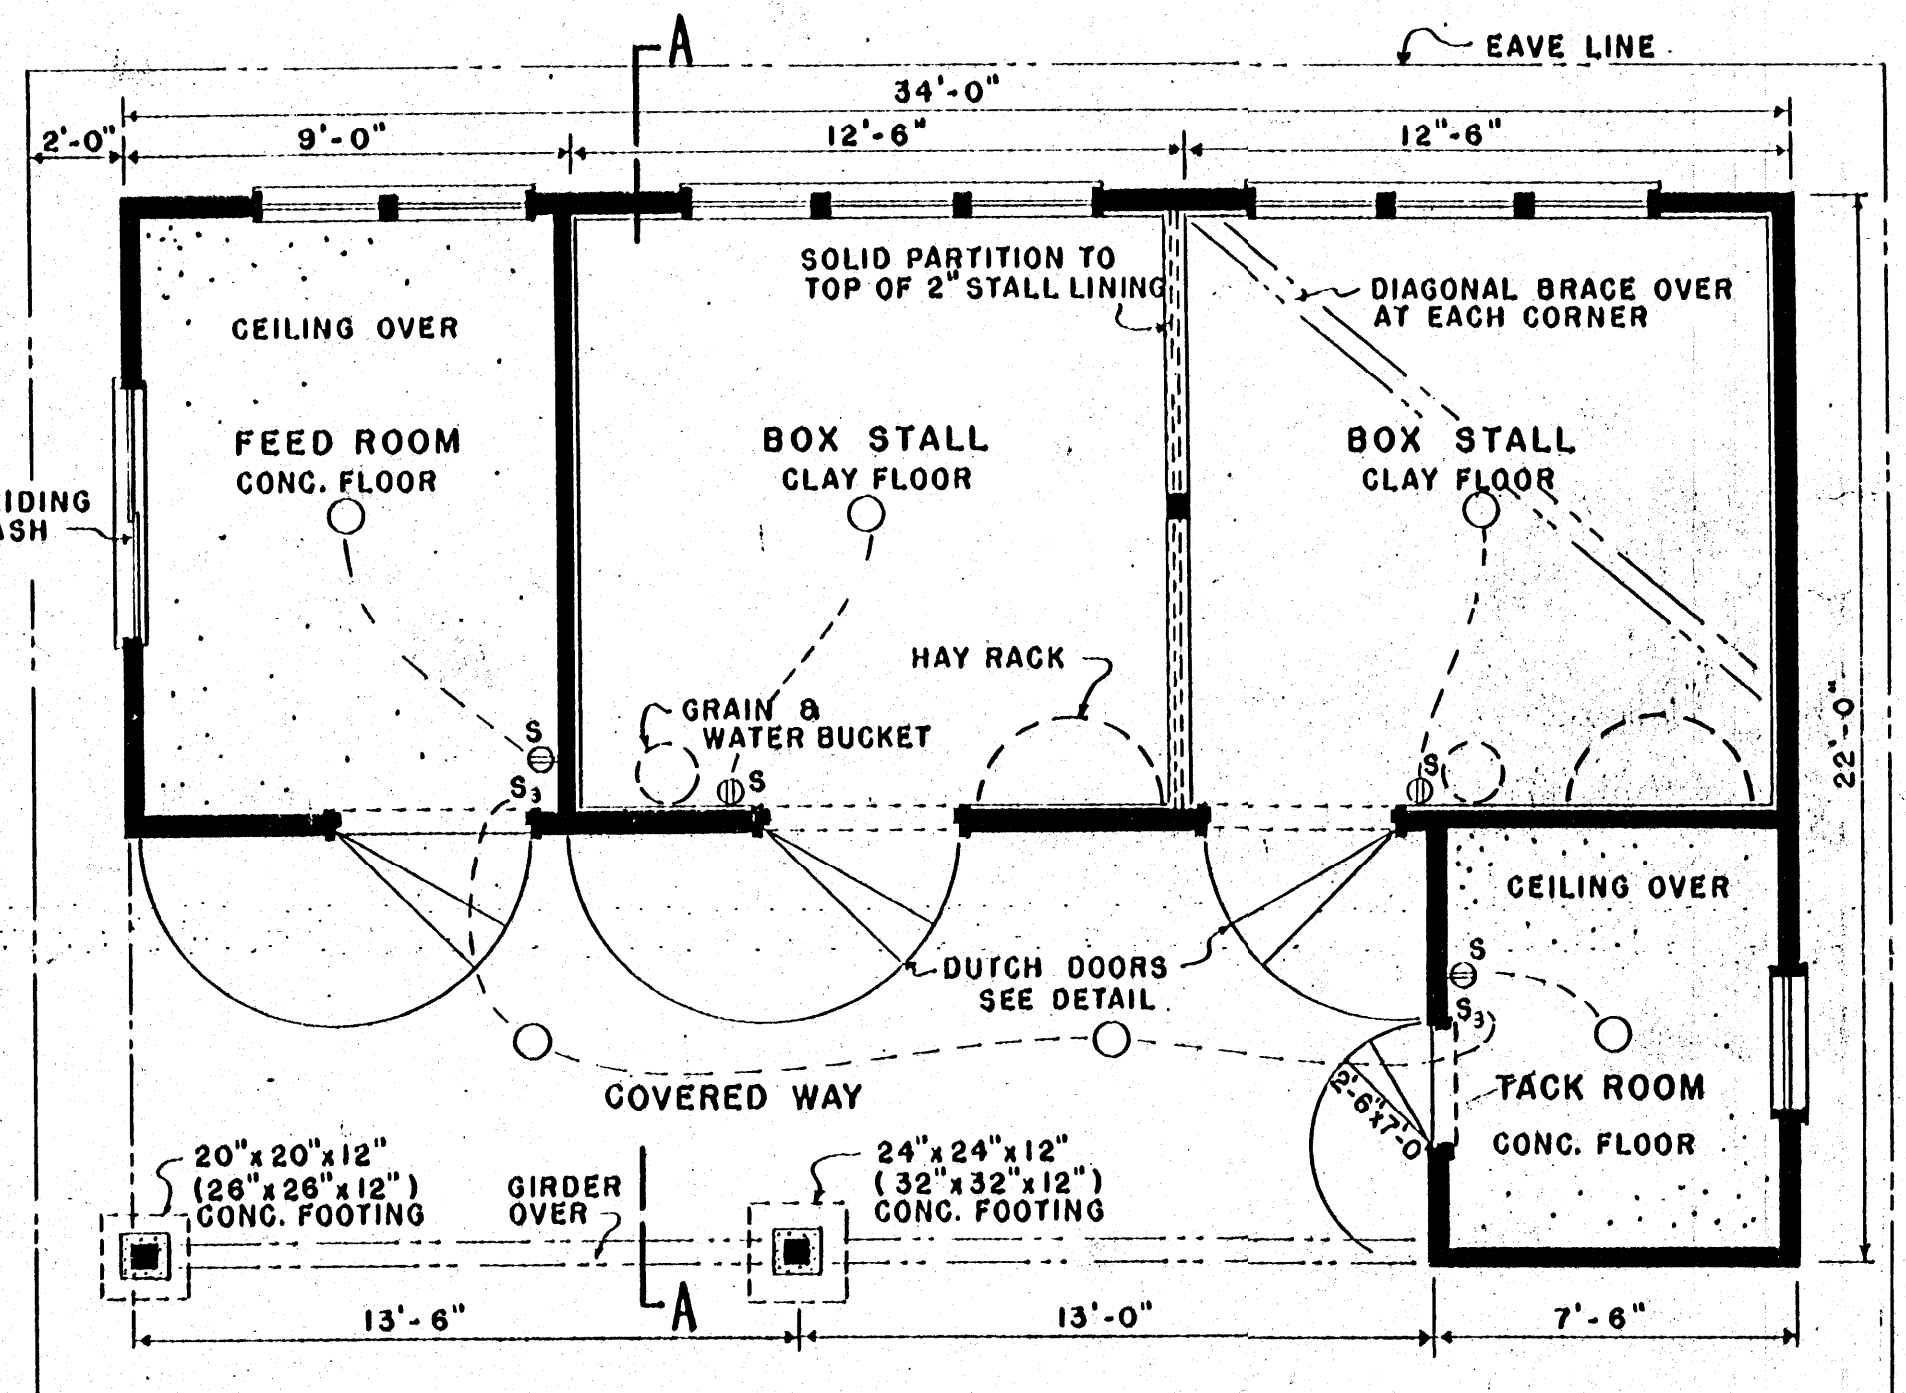 A
EAVE LINE
34'-0"
2'-0"
9'-0"
12'-6"
12"-6"
SOLID PARTITION TO
TOP OF 2" STALL LINING
DIAGONAL BRACE OVER
AT EACH CORNER
CEILING OVER
FEED ROOM
CONC. FLOOR
BOX STALL
CLAY FLOOR
BOX STALL
CLAY FLOOR
IDING
ASH
HAY RACK
GRAIN &
WATER BUCKET
S
S3
S
S
22'-0"
CEILING OVER
DUTCH DOORS
SEE DETAIL
S
S3
COVERED WAY
2'-6"x7'-0
TACK ROOM
CONC. FLOOR
20"x20"x12"
(26"x26"x12")
CONC. FOOTING
GIRDER
OVER
24"x24"x12"
(32"x32"x12")
CONC. FOOTING
A
13'-6"
13'-0"
7'-6"